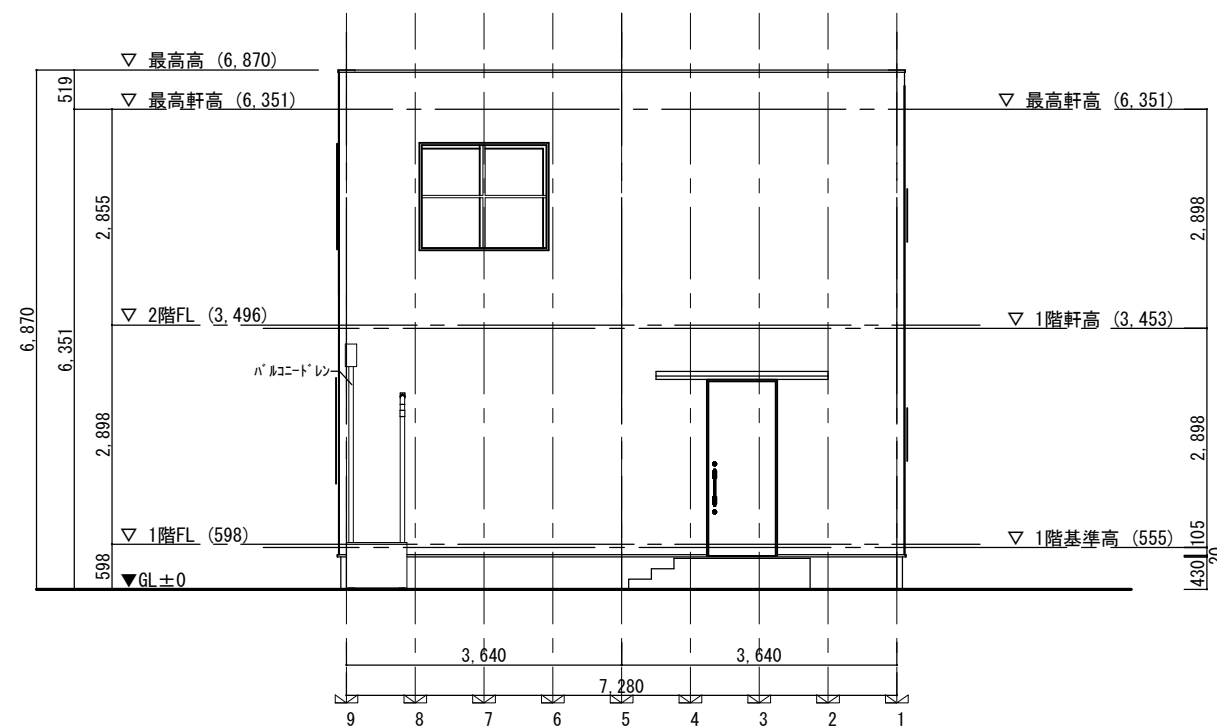 ▽ 最高高 (6,870)
519
▽ 最高軒高 (6,351)
▽ 最高軒高 (6,351)
2,855
2,898
▽ 2階FL (3,496)
▽ 1階軒高 (3,453)
6,870
6,351
バルコニードレン
2,898
2,898
▽ 1階FL (598)
▽ 1階基準高 (555)
105
20
598
▼GL±0
430
3,640
3,640
7,280
9 8 7 6 5 4 3 2 1